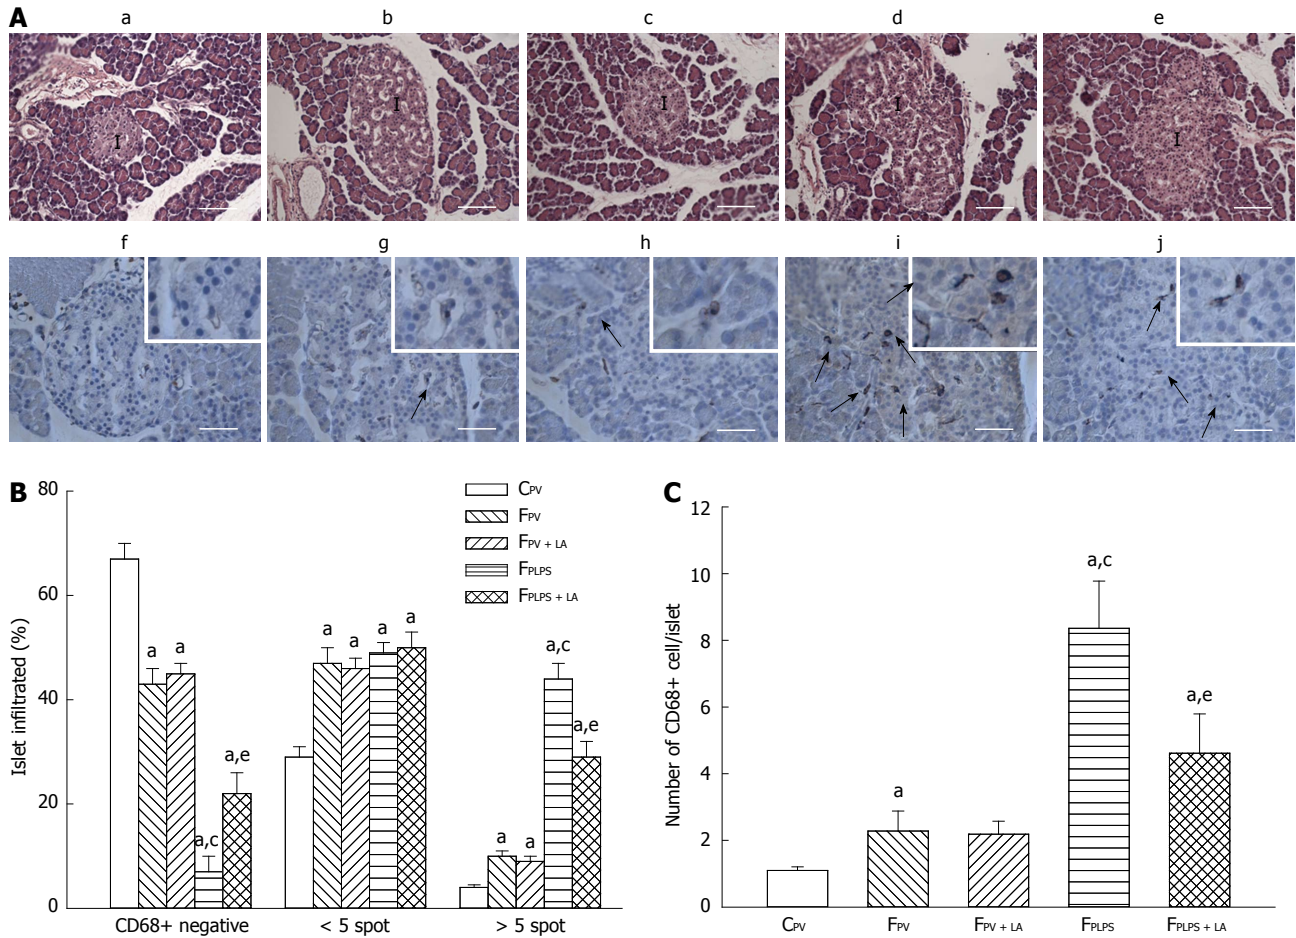 A
a b c d e
I I I I I
f g h i j
B
80
60
40
20
0
Islet infiltrated (%)
CPV
FPV
FPV + LA
FPLPS
FPLPS + LA
a a a,c a,e
a a a a
a a a,c a,e
CD68+ negative < 5 spot > 5 spot
C
12
10
8
6
4
2
0
Number of CD68+ cell/islet
a a,c a,e
CPV FPV FPV + LA FPLPS FPLPS + LA